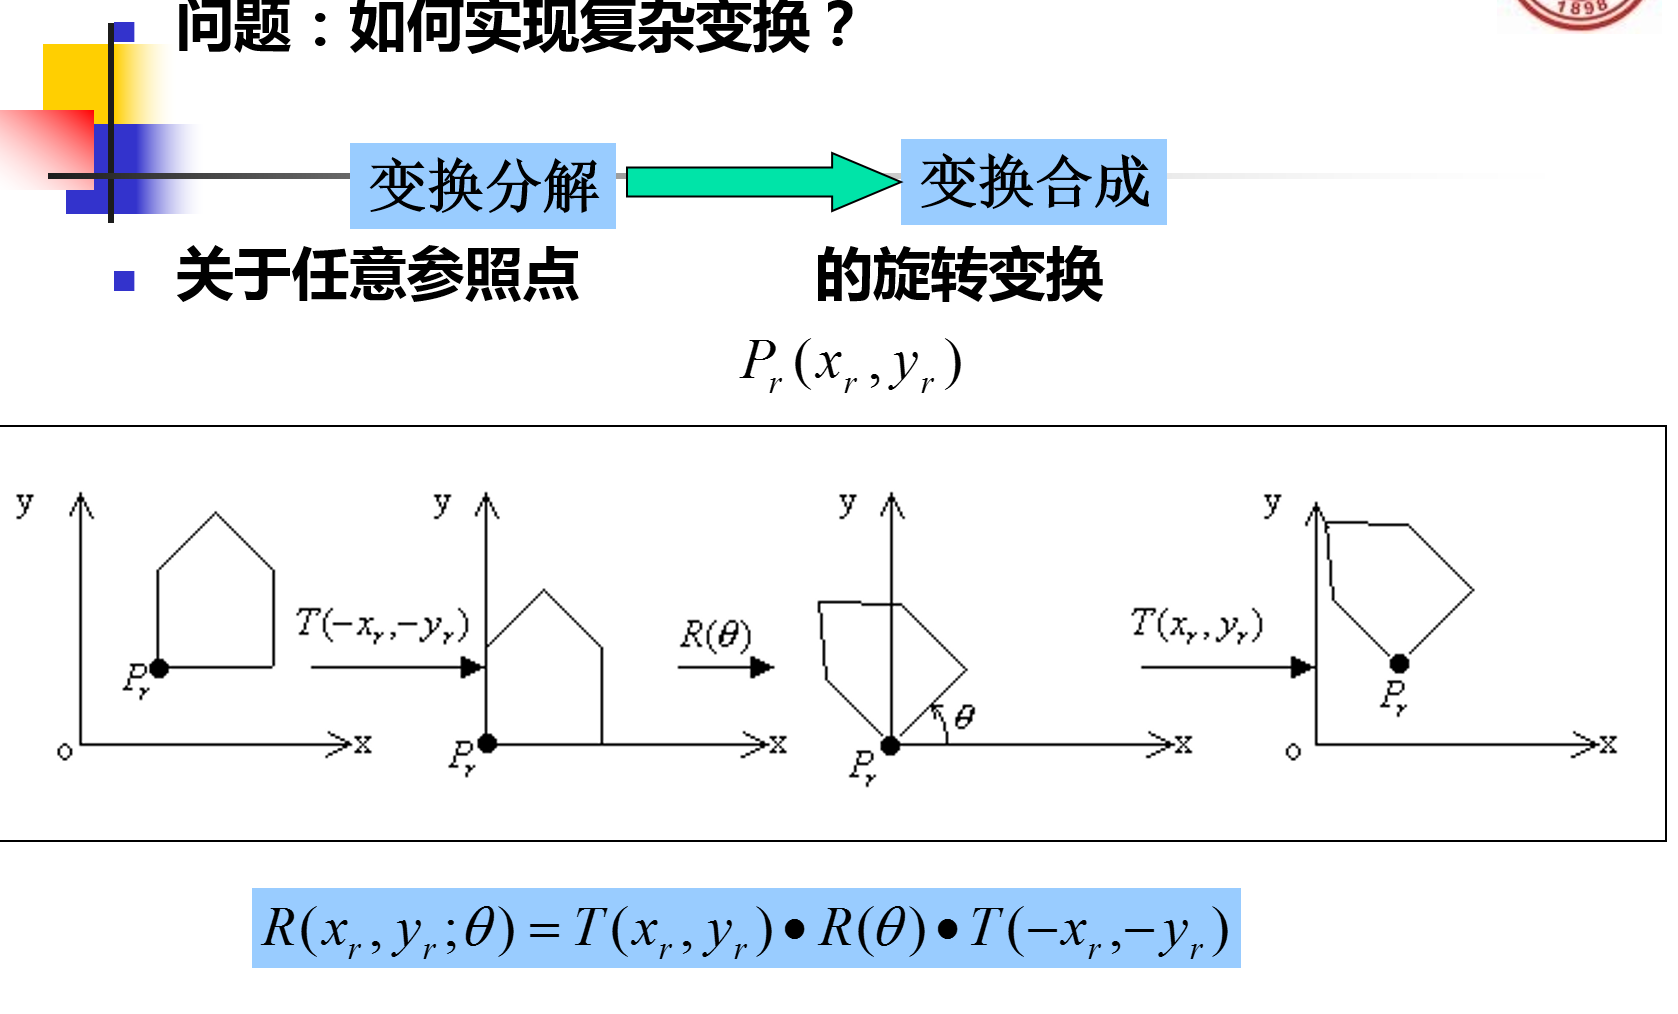 1898
问题：如何实现复杂变换？
变换分解 变换合成
关于任意参照点 的旋转变换
P_r(x_r, y_r)
y y y y
T(-x_r,-y_r) R(θ) T(x_r,y_r)
P_r P_r
θ
o x P_r x P_r x o x
R(x_r, y_r;θ) = T(x_r, y_r)•R(θ)•T(-x_r,-y_r)